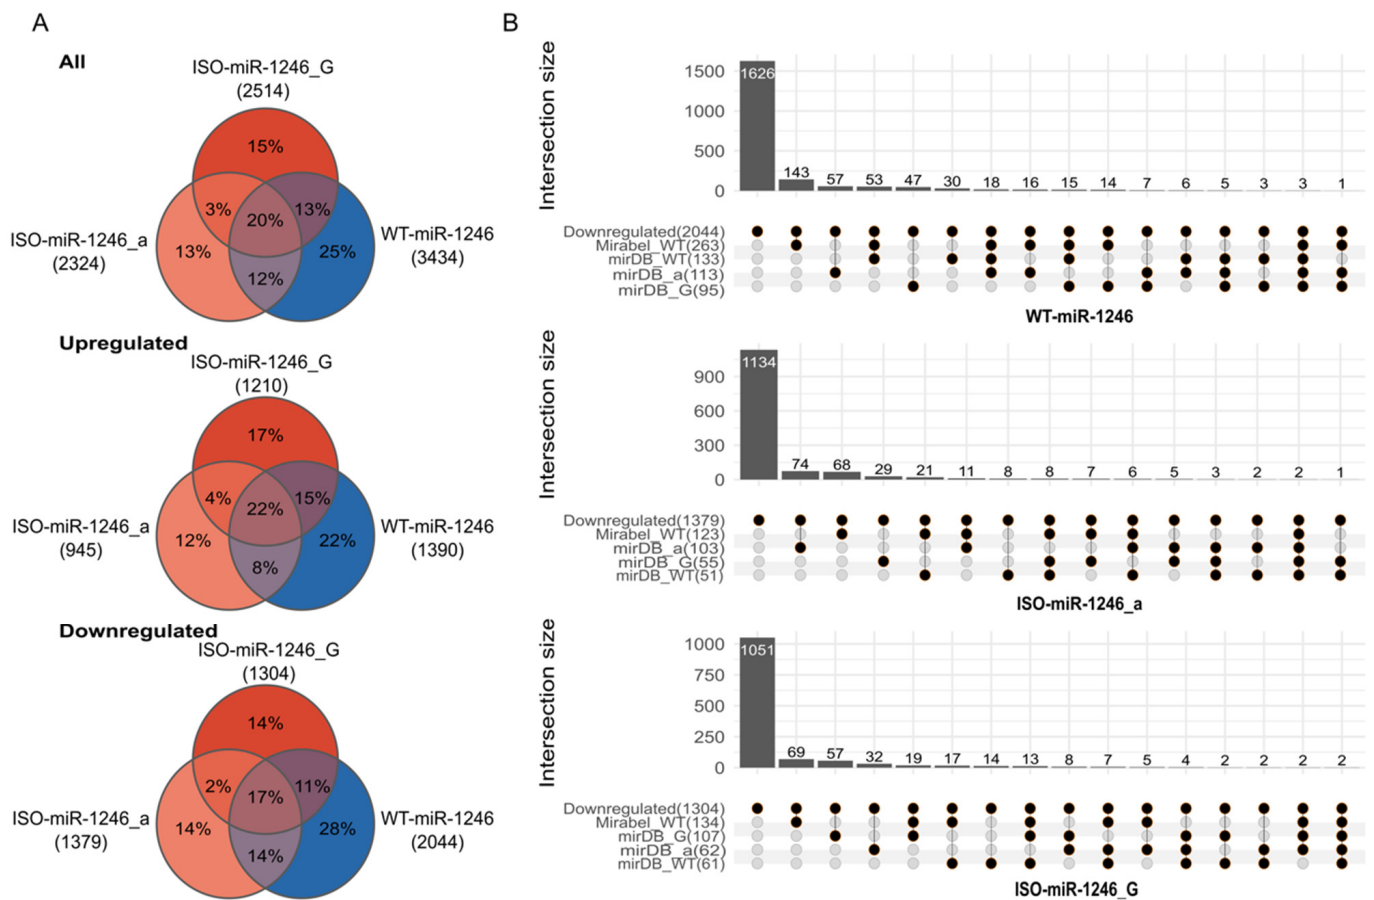 A
All
ISO-miR-1246_G
(2514)
15%
3%
20%
13%
ISO-miR-1246_a
(2324)
13%
25%
WT-miR-1246
(3434)
12%
Upregulated
ISO-miR-1246_G
(1210)
17%
4%
22%
15%
ISO-miR-1246_a
(945)
12%
22%
WT-miR-1246
(1390)
8%
Downregulated
ISO-miR-1246_G
(1304)
14%
2%
17%
11%
ISO-miR-1246_a
(1379)
14%
28%
WT-miR-1246
(2044)
14%
B
Intersection size
1500
1000
500
0
1626 143 57 53 47 30 18 16 15 14 7 6 5 3 3 1
Downregulated(2044)
Mirabel_WT(263)
mirDB_WT(133)
mirDB_a(113)
mirDB_G(95)
WT-miR-1246
Intersection size
900
600
300
0
1134 74 68 29 21 11 8 8 7 6 5 3 2 2 1
Downregulated(1379)
Mirabel_WT(123)
mirDB_a(103)
mirDB_G(55)
mirDB_WT(51)
ISO-miR-1246_a
Intersection size
1000
750
500
250
0
1051 69 57 32 19 17 14 13 8 7 5 4 2 2 2 2
Downregulated(1304)
Mirabel_WT(134)
mirDB_G(107)
mirDB_a(62)
mirDB_WT(61)
ISO-miR-1246_G